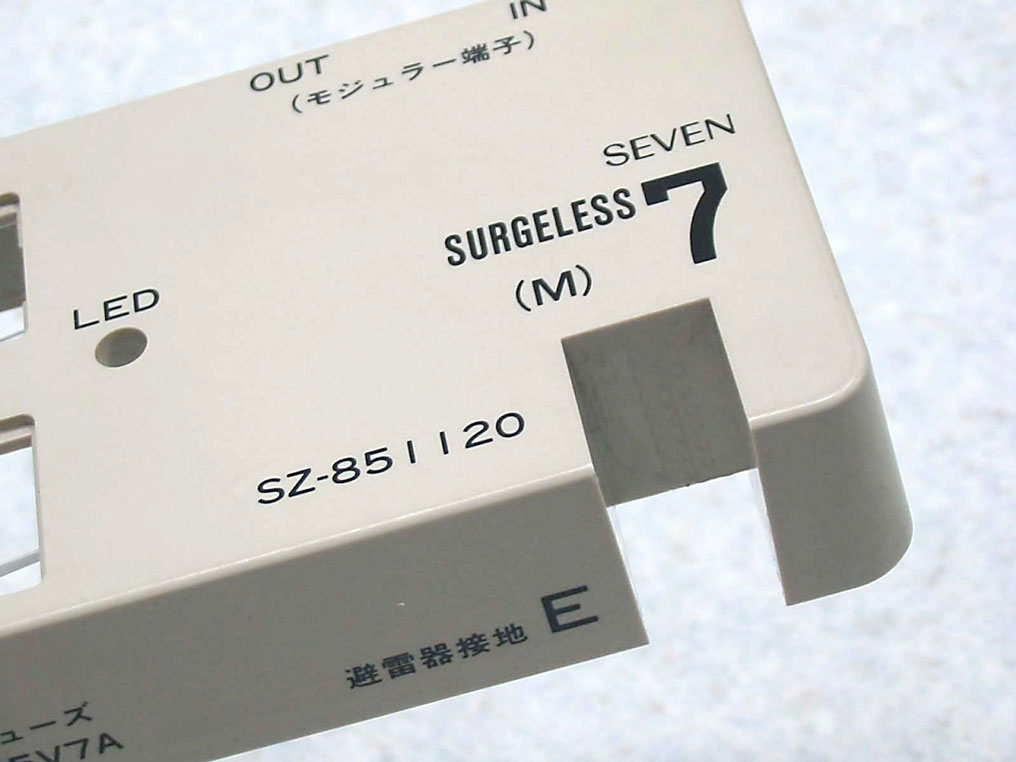 IN
OUT
(モジュラー端子)
SEVEN
SURGELESS 7
(M)
LED
SZ-851120
避雷器接地 E
ューズ
5V7A